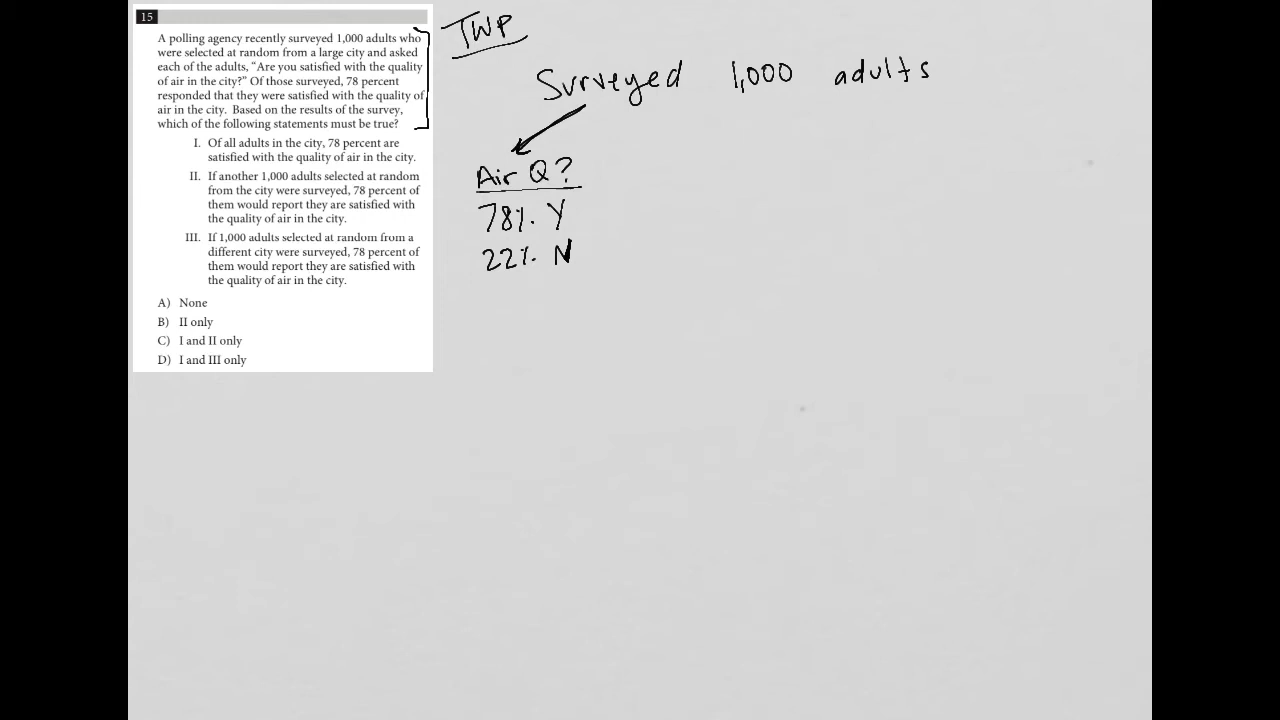 15
A polling agency recently surveyed 1,000 adults who
were selected at random from a large city and asked
each of the adults, “Are you satisfied with the quality
of air in the city?” Of those surveyed, 78 percent
responded that they were satisfied with the quality of
air in the city. Based on the results of the survey,
which of the following statements must be true?
I. Of all adults in the city, 78 percent are
satisfied with the quality of air in the city.
II. If another 1,000 adults selected at random
from the city were surveyed, 78 percent of
them would report they are satisfied with
the quality of air in the city.
III. If 1,000 adults selected at random from a
different city were surveyed, 78 percent of
them would report they are satisfied with
the quality of air in the city.
A) None
B) II only
C) I and II only
D) I and III only
TWP
Surveyed 1,000 adults
Air Q?
78% Y
22% N